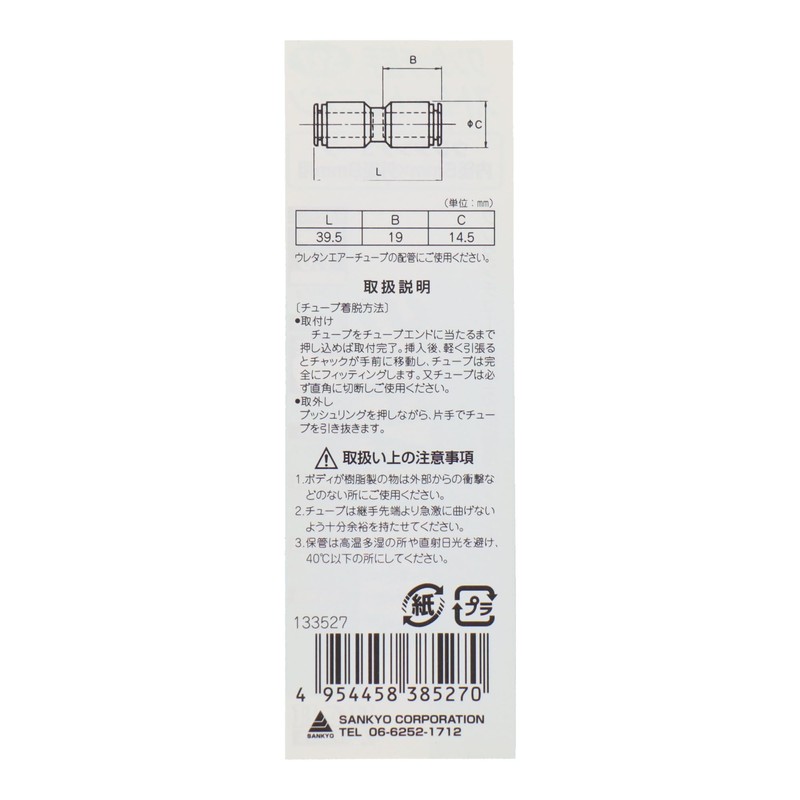 B
ΦC
L
(単位:mm)
L B C
39.5 19 14.5
ウレタンエアーチューブの配管にご使用ください。
取扱説明
〔チューブ着脱方法〕
●取付け
チューブをチューブエンドに当たるまで
押し込めば取付完了。挿入後、軽く引張る
とチャックが手前に移動し、チューブは完
全にフィッティングします。又チューブは必
ず直角に切断しご使用ください。
●取外し
プッシュリングを押しながら、片手でチュー
ブを引き抜きます。
⚠ 取扱い上の注意事項
1.ボディが樹脂製の物は外部からの衝撃な
どのない所にご使用ください。
2.チューブは継手先端より急激に曲げない
よう十分余裕を持たせてください。
3.保管は高温多湿の所や直射日光を避け、
40℃以下の所にしてください。
紙 プラ
133527
4 954458 385270
SANKYO SANKYO CORPORATION
TEL 06-6252-1712